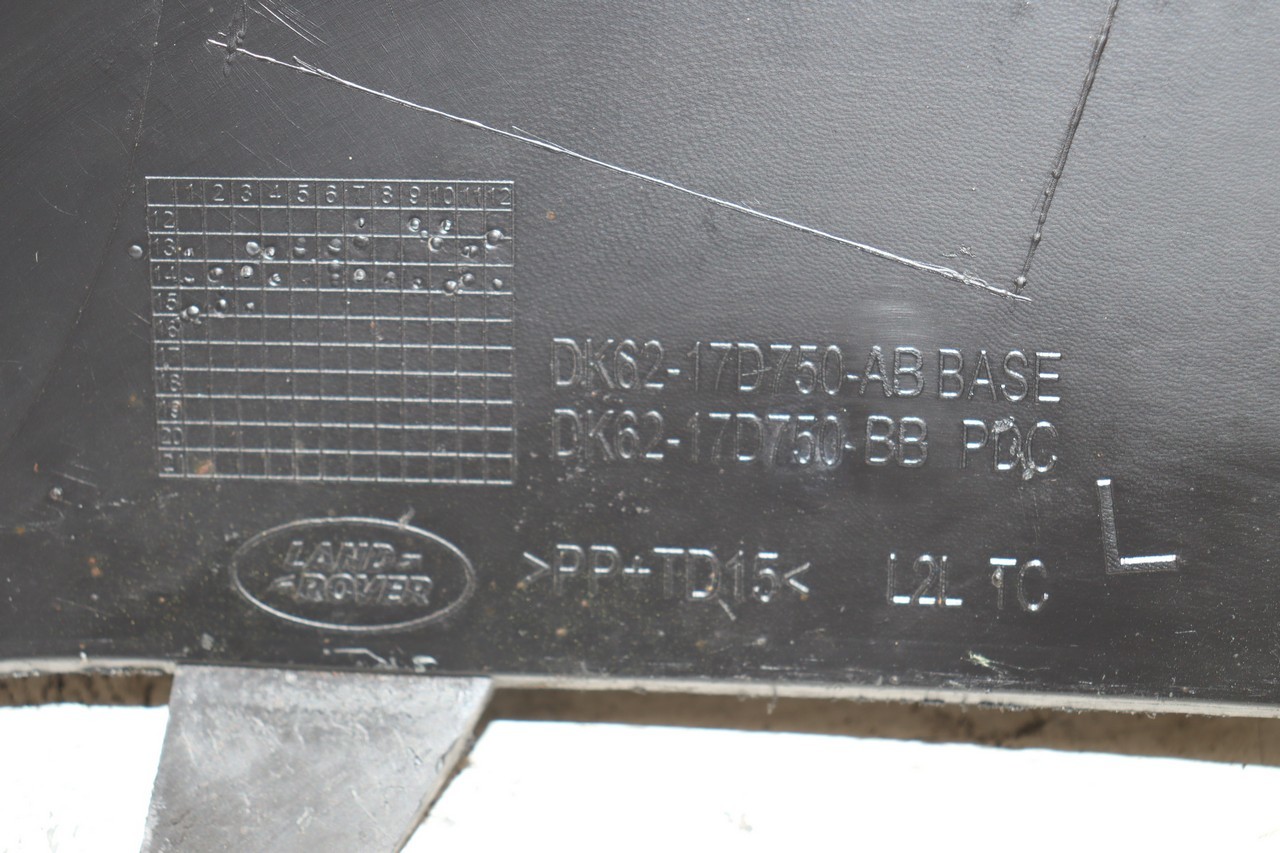 1 2 3 4 5 6 7 8 9 10 11 12
12
13
14
15
16
17
18
19
20
21
DK62-17D750-AB BASE
DK62-17D750-BB PDC
L
LAND-
ROVER
>PP+TD15<
L2L TC